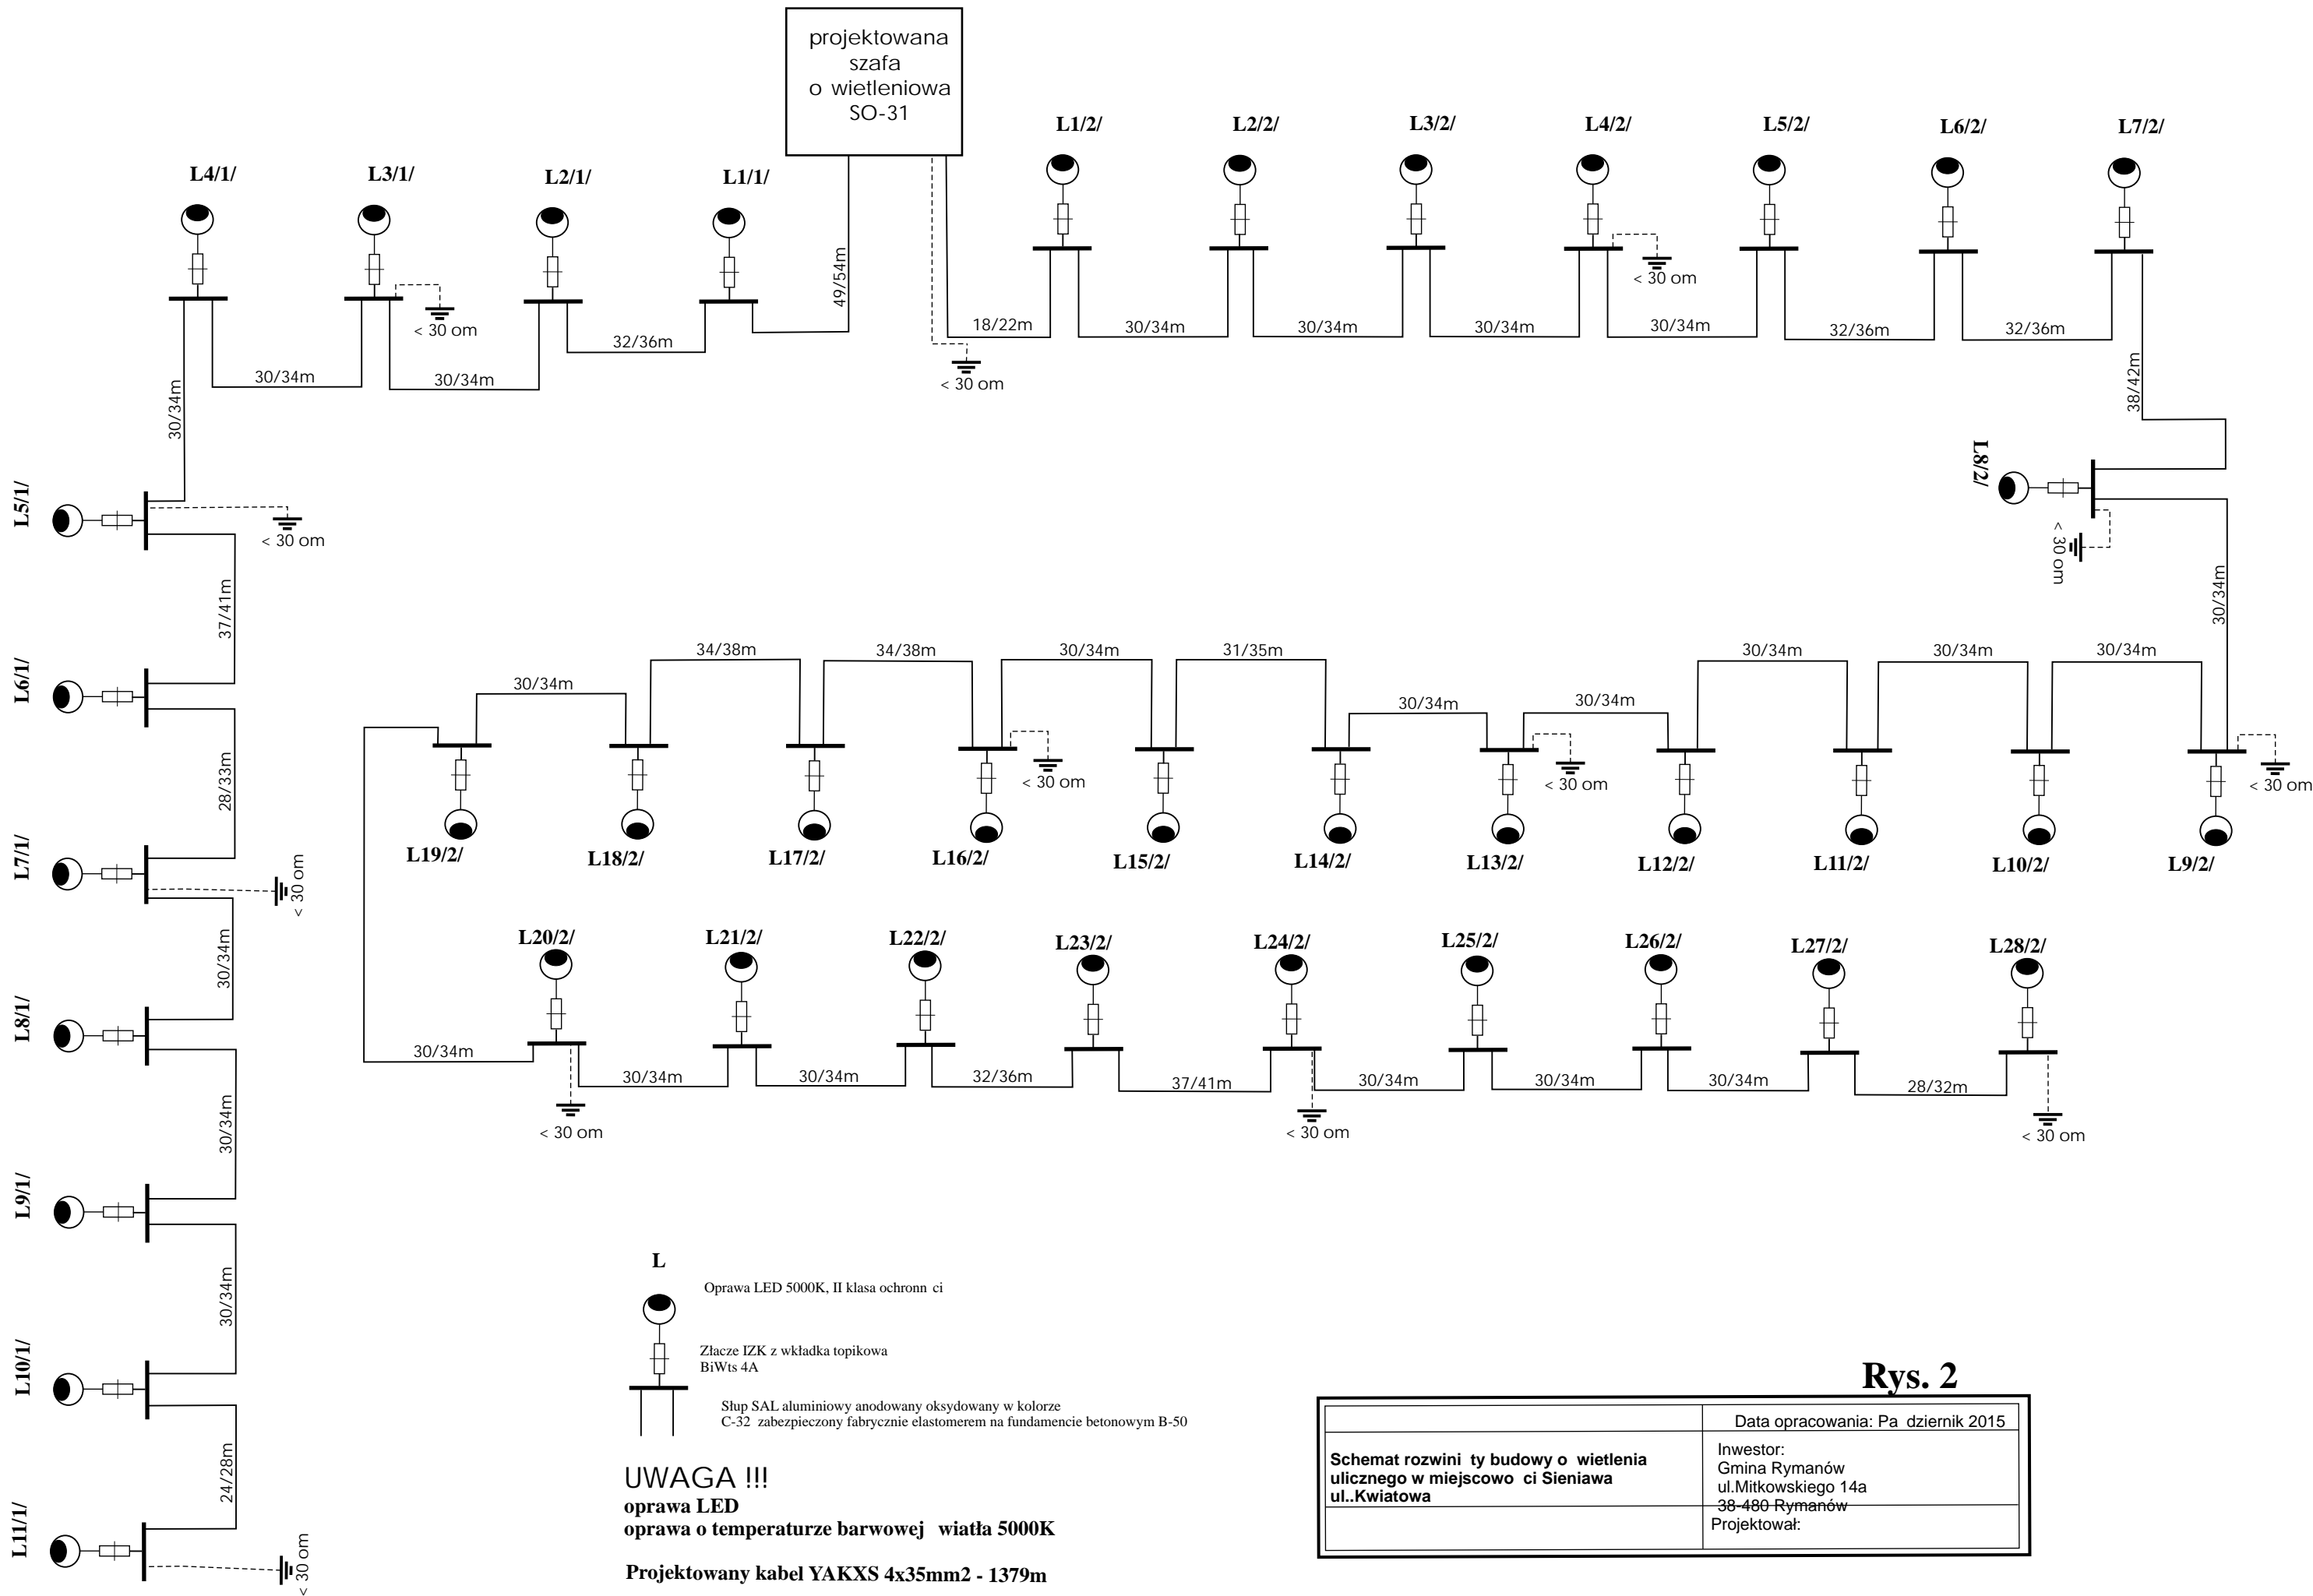 projektowana
szafa
o wietleniowa
SO-31
L1/2/
L2/2/
L3/2/
L4/2/
L5/2/
L6/2/
L7/2/
L4/1/
L3/1/
L2/1/
L1/1/
49/54m
< 30 om
< 30 om
18/22m
30/34m
30/34m
30/34m
30/34m
32/36m
32/36m
32/36m
30/34m
30/34m
< 30 om
38/42m
30/34m
L8/2/
< 30 om
L5/1/
< 30 om
30/34m
37/41m
L6/1/
34/38m
34/38m
30/34m
31/35m
30/34m
30/34m
30/34m
30/34m
30/34m
30/34m
< 30 om
< 30 om
< 30 om
28/33m
L7/1/
L19/2/
L18/2/
L17/2/
L16/2/
L15/2/
L14/2/
L13/2/
L12/2/
L11/2/
L10/2/
L9/2/
< 30 om
30/34m
L20/2/
L21/2/
L22/2/
L23/2/
L24/2/
L25/2/
L26/2/
L27/2/
L28/2/
L8/1/
30/34m
30/34m
30/34m
32/36m
37/41m
30/34m
30/34m
30/34m
28/32m
< 30 om
< 30 om
< 30 om
30/34m
L9/1/
30/34m
L10/1/
24/28m
L11/1/
< 30 om
L
Oprawa LED 5000K, II klasa ochronn ci
Złacze IZK z wkładka topikowa
BiWts 4A
Słup SAL aluminiowy anodowany oksydowany w kolorze
C-32 zabezpieczony fabrycznie elastomerem na fundamencie betonowym B-50
UWAGA !!!
oprawa LED
oprawa o temperaturze barwowej wiatła 5000K
Projektowany kabel YAKXS 4x35mm2 - 1379m
Rys. 2
Data opracowania: Pa dziernik 2015
Schemat rozwini ty budowy o wietlenia
ulicznego w miejscowo ci Sieniawa
ul..Kwiatowa
Inwestor:
Gmina Rymanów
ul.Mitkowskiego 14a
38-480 Rymanów
Projektował: